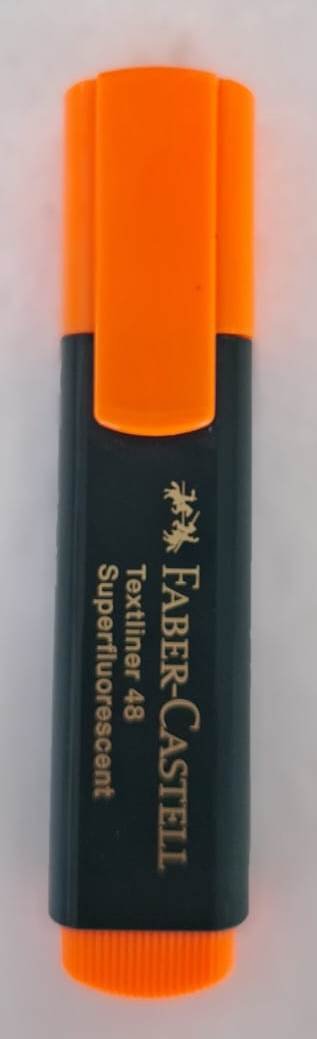 FABER-CASTELL
Textliner 48
Superfluorescent